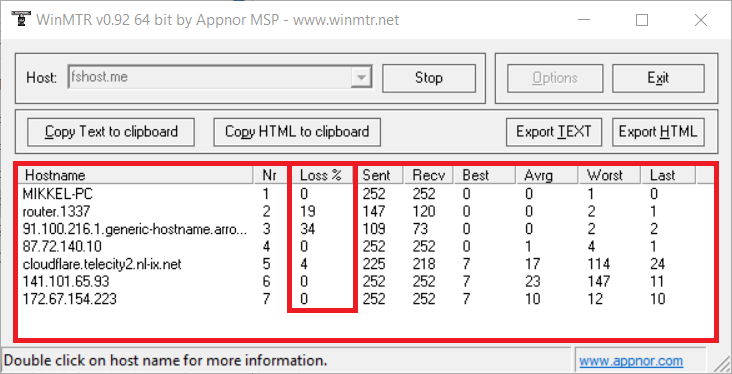 WinMTR v0.92 64 bit by Appnor MSP - www.winmtr.net
Host: fshost.me Stop Options Exit
Copy Text to clipboard Copy HTML to clipboard Export TEXT Export HTML
Hostname Nr Loss % Sent Recv Best Avrg Worst Last
MIKKEL-PC 1 0 252 252 0 0 1 0
router.1337 2 19 147 120 0 0 2 1
91.100.216.1.generic-hostname.arro... 3 34 109 73 0 0 2 2
87.72.140.10 4 0 252 252 0 1 4 1
cloudflare.telecity2.nl-ix.net 5 4 225 218 7 17 114 24
141.101.65.93 6 0 252 252 7 23 147 11
172.67.154.223 7 0 252 252 7 10 12 10
Double click on host name for more information. www.appnor.com